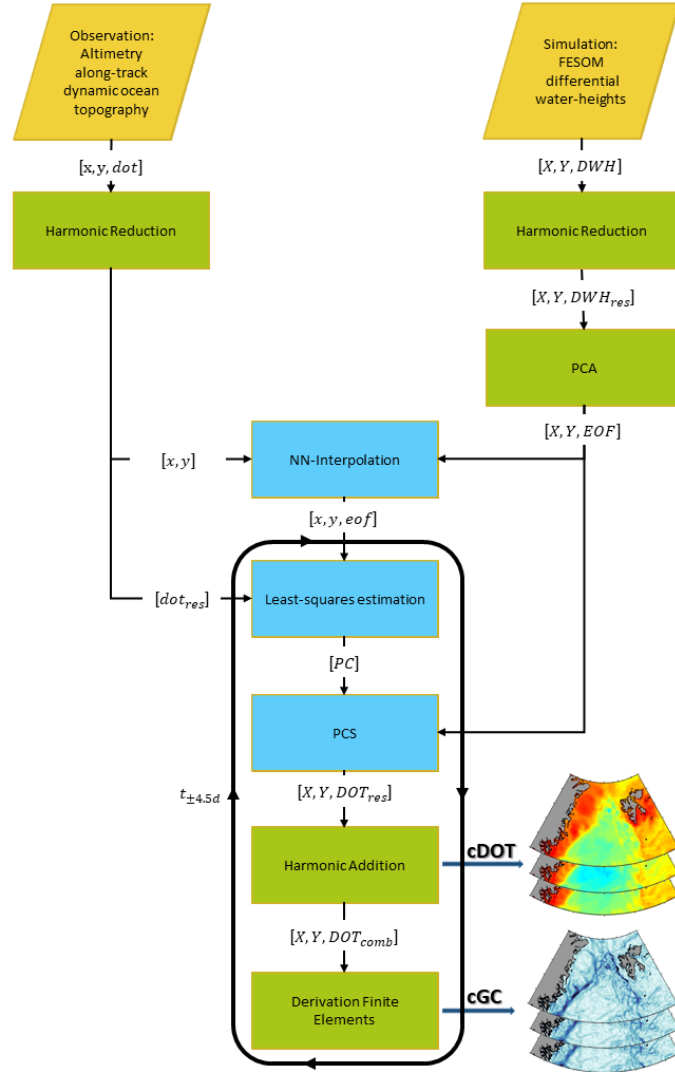 Observation:
Altimetry
along-track
dynamic ocean
topography
Simulation:
FESOM
differential
water-heights
[x,y,dot]
[X,Y,DWH]
Harmonic Reduction
Harmonic Reduction
[X,Y,DWH_res]
PCA
[X,Y,EOF]
[x,y]
NN-Interpolation
[x,y,eof]
[dot_res]
Least-squares estimation
[PC]
PCS
t_±4.5d
[X,Y,DOT_res]
Harmonic Addition
cDOT
[X,Y,DOT_comb]
Derivation Finite
Elements
cGC